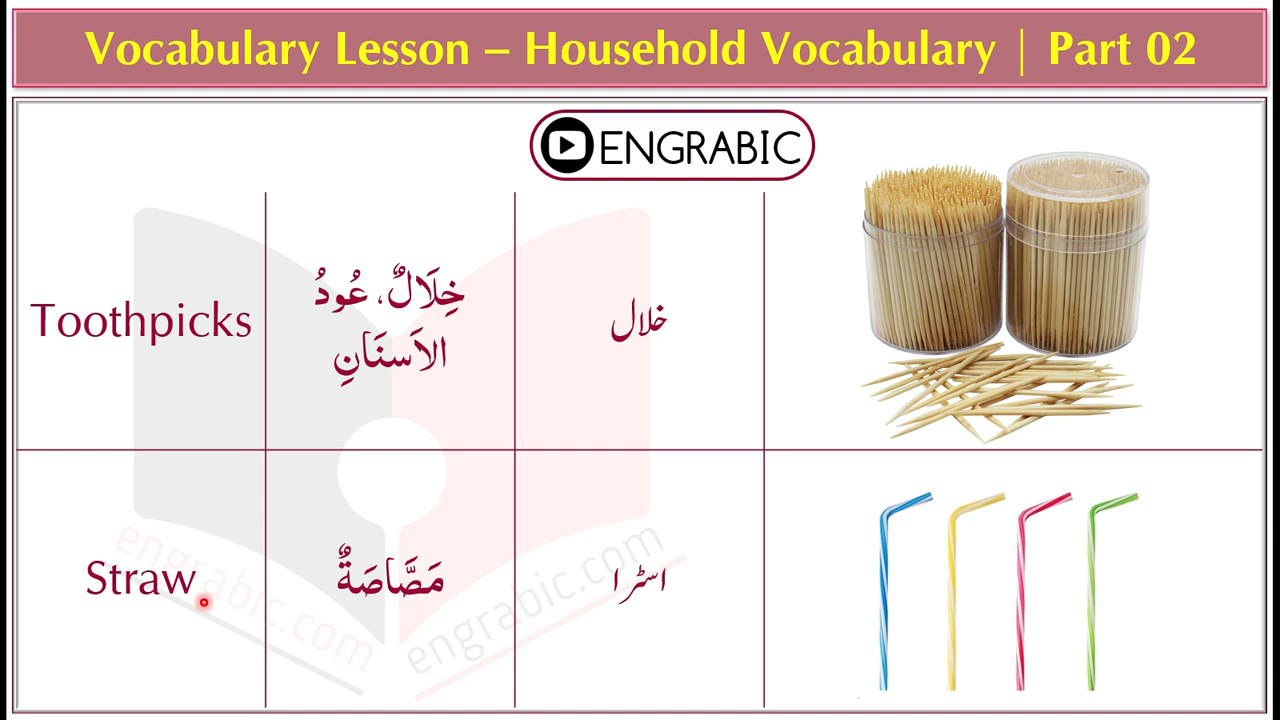 Vocabulary Lesson – Household Vocabulary | Part 02
ENGRABIC
Toothpicks
خِلَالٌ، عُودُ
الاَسنَانِ
خلال
Straw
مَصَّاصَةٌ
اسٹرا
engrabic.com
engrabic.com